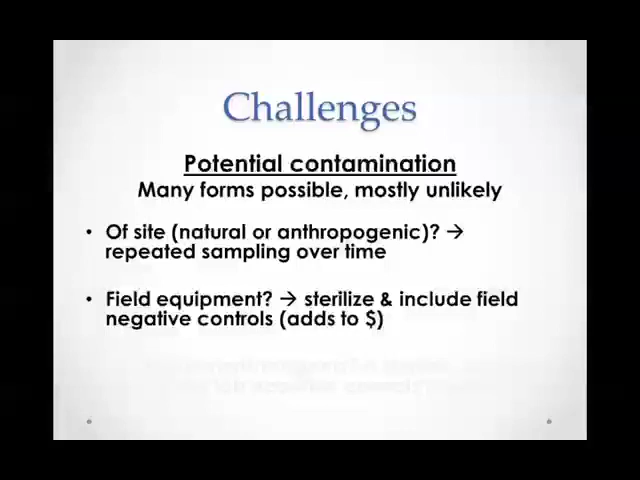 Challenges
Potential contamination
Many forms possible, mostly unlikely
• Of site (natural or anthropogenic)? →
repeated sampling over time
• Field equipment? → sterilize & include field
negative controls (adds to $)